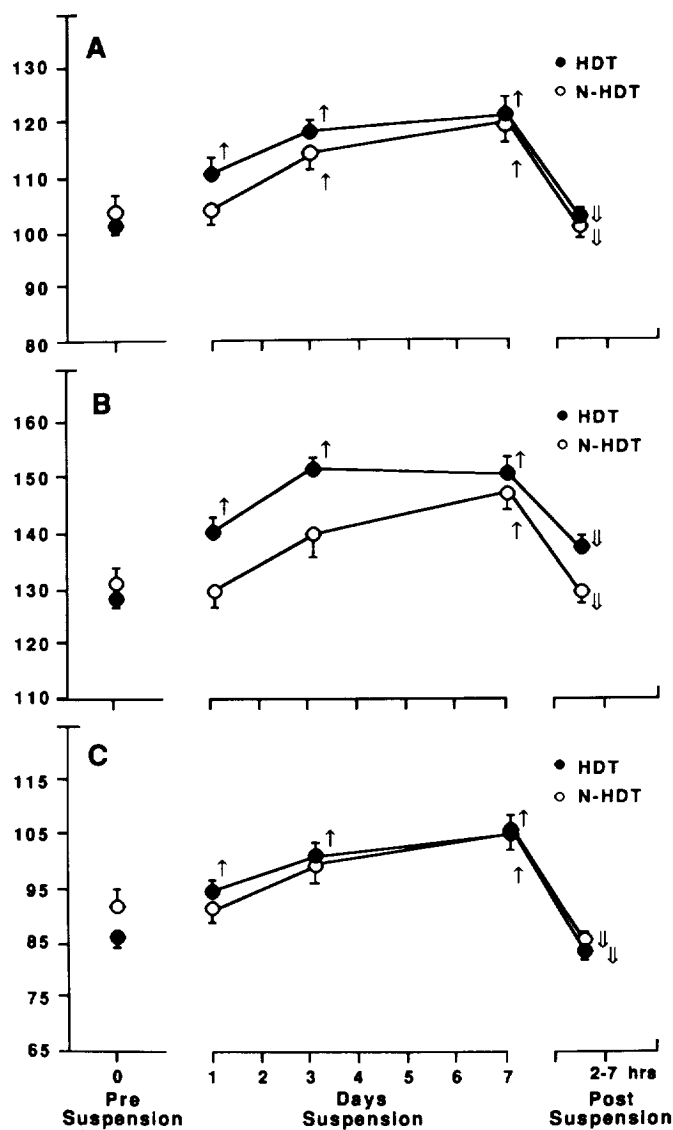 A
HDT
N-HDT
130
120
110
100
90
80
↑ ↑ ↑
↑ ↑
⇓
⇓
B
HDT
N-HDT
160
150
140
130
120
110
↑ ↑ ↑
↑
⇓
⇓
C
HDT
N-HDT
115
105
95
85
75
65
↑ ↑ ↑
↑
⇓
⇓
0 1 2 3 4 5 6 7 2-7 hrs
Pre Days Post
Suspension Suspension Suspension